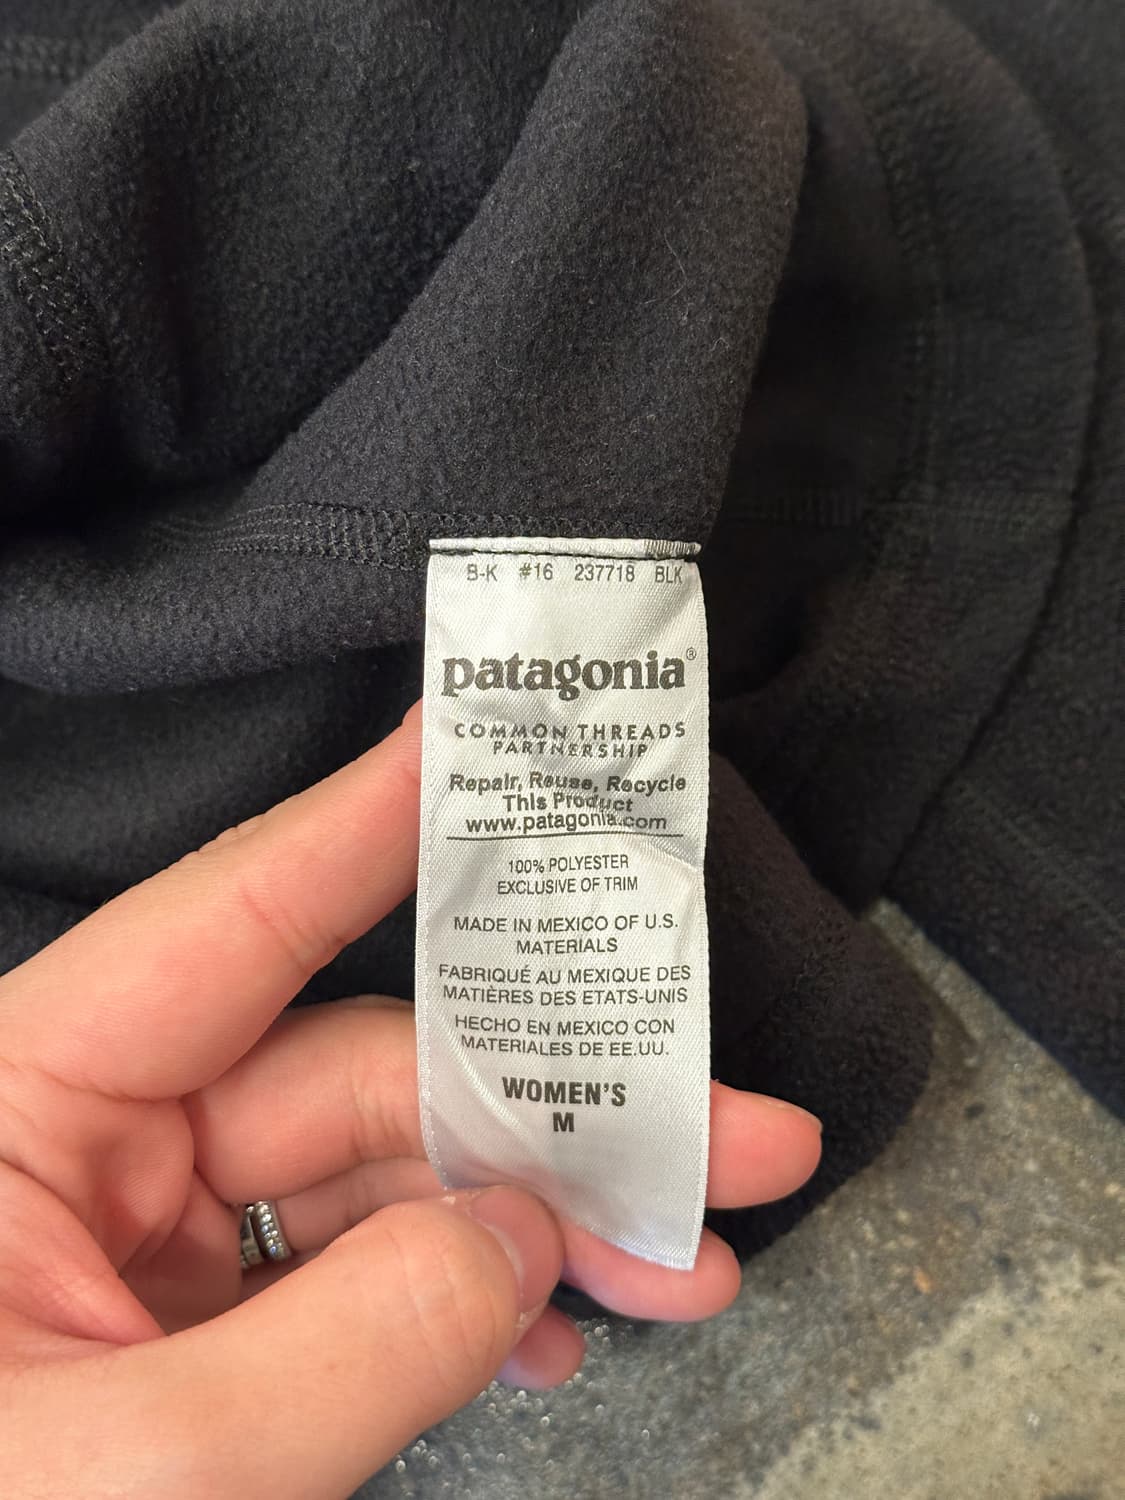 B-K #16 237718 BLK
patagonia®
COMMON THREADS
PARTNERSHIP
Repair, Reuse, Recycle
This Product
www.patagonia.com
100% POLYESTER
EXCLUSIVE OF TRIM
MADE IN MEXICO OF U.S.
MATERIALS
FABRIQUÉ AU MEXIQUE DES
MATIÈRES DES ETATS-UNIS
HECHO EN MEXICO CON
MATERIALES DE EE.UU.
WOMEN'S
M